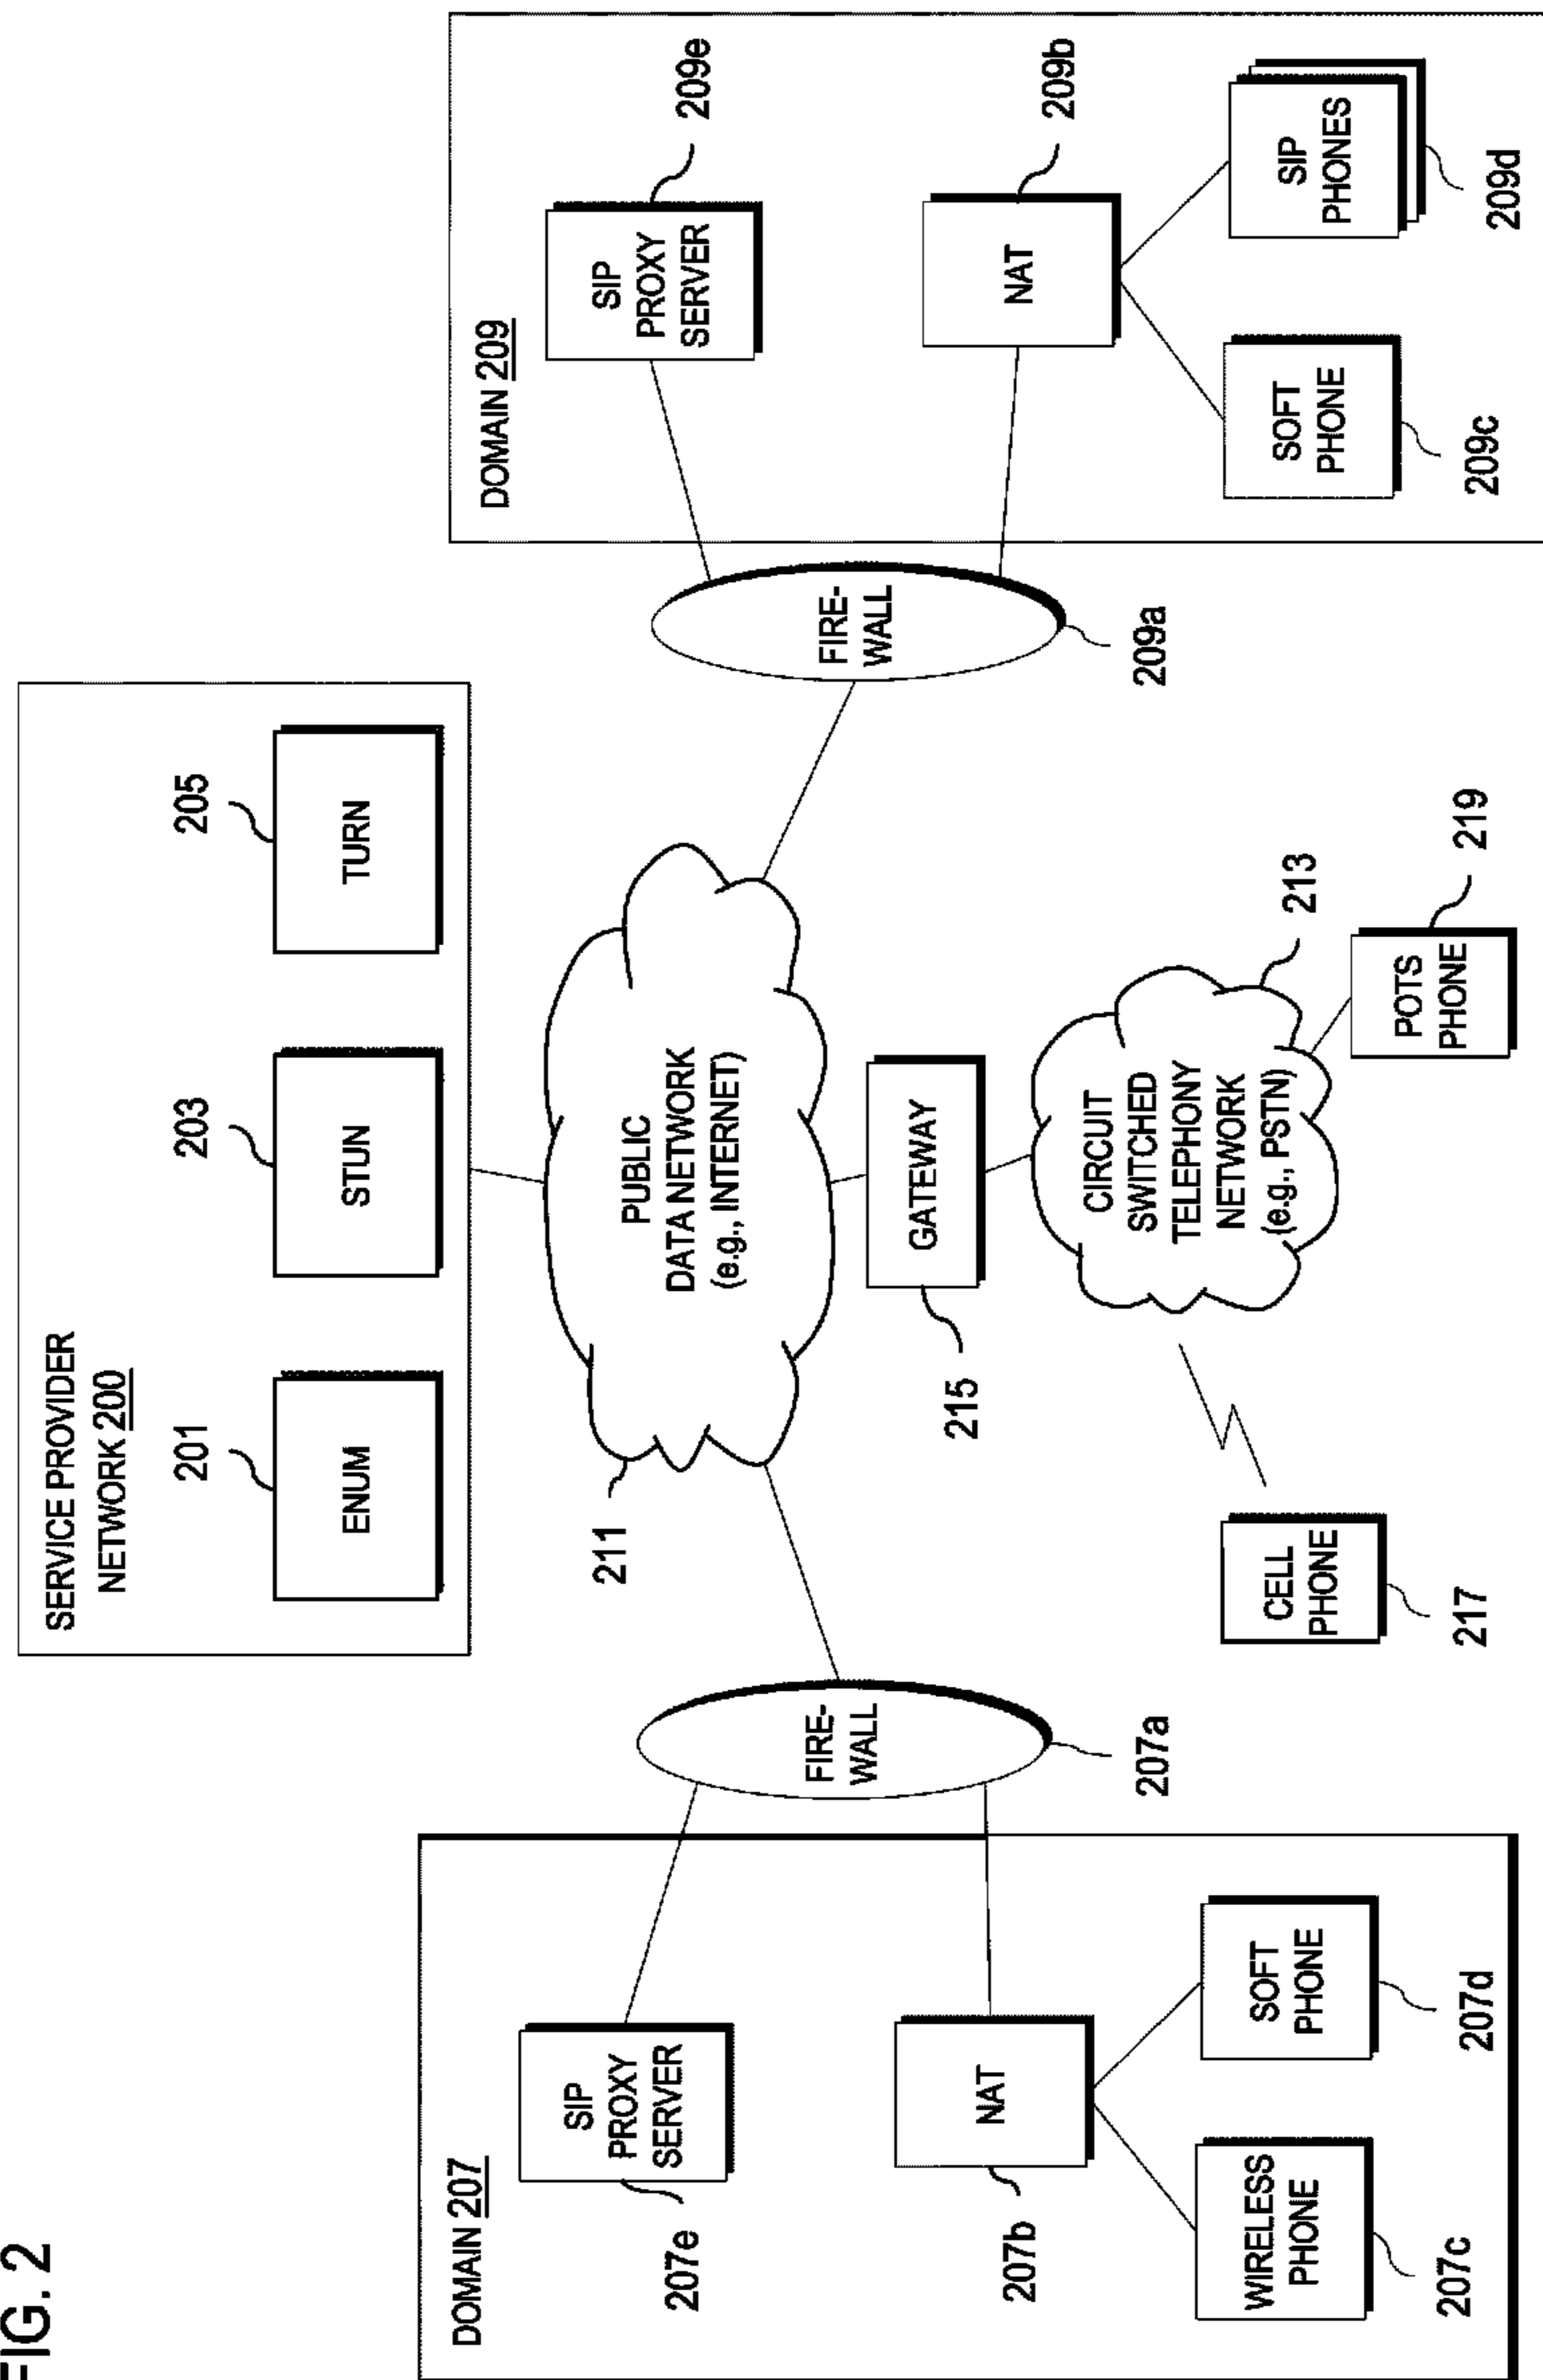 FIG. 2
SERVICE PROVIDER
NETWORK 200
201
ENUM
203
STUN
205
TURN
DOMAIN 207
SIP
PROXY
SERVER
207e
NAT
207b
WIRELESS
PHONE
207c
SOFT
PHONE
207d
FIRE-
WALL
207a
211
PUBLIC
DATA NETWORK
(e.g., INTERNET)
215
GATEWAY
CIRCUIT
SWITCHED
TELEPHONY
NETWORK
(e.g., PSTN)
213
CELL
PHONE
217
POTS
PHONE
219
FIRE-
WALL
209a
DOMAIN 209
SIP
PROXY
SERVER
209e
NAT
209b
SOFT
PHONE
209c
SIP
PHONES
209d